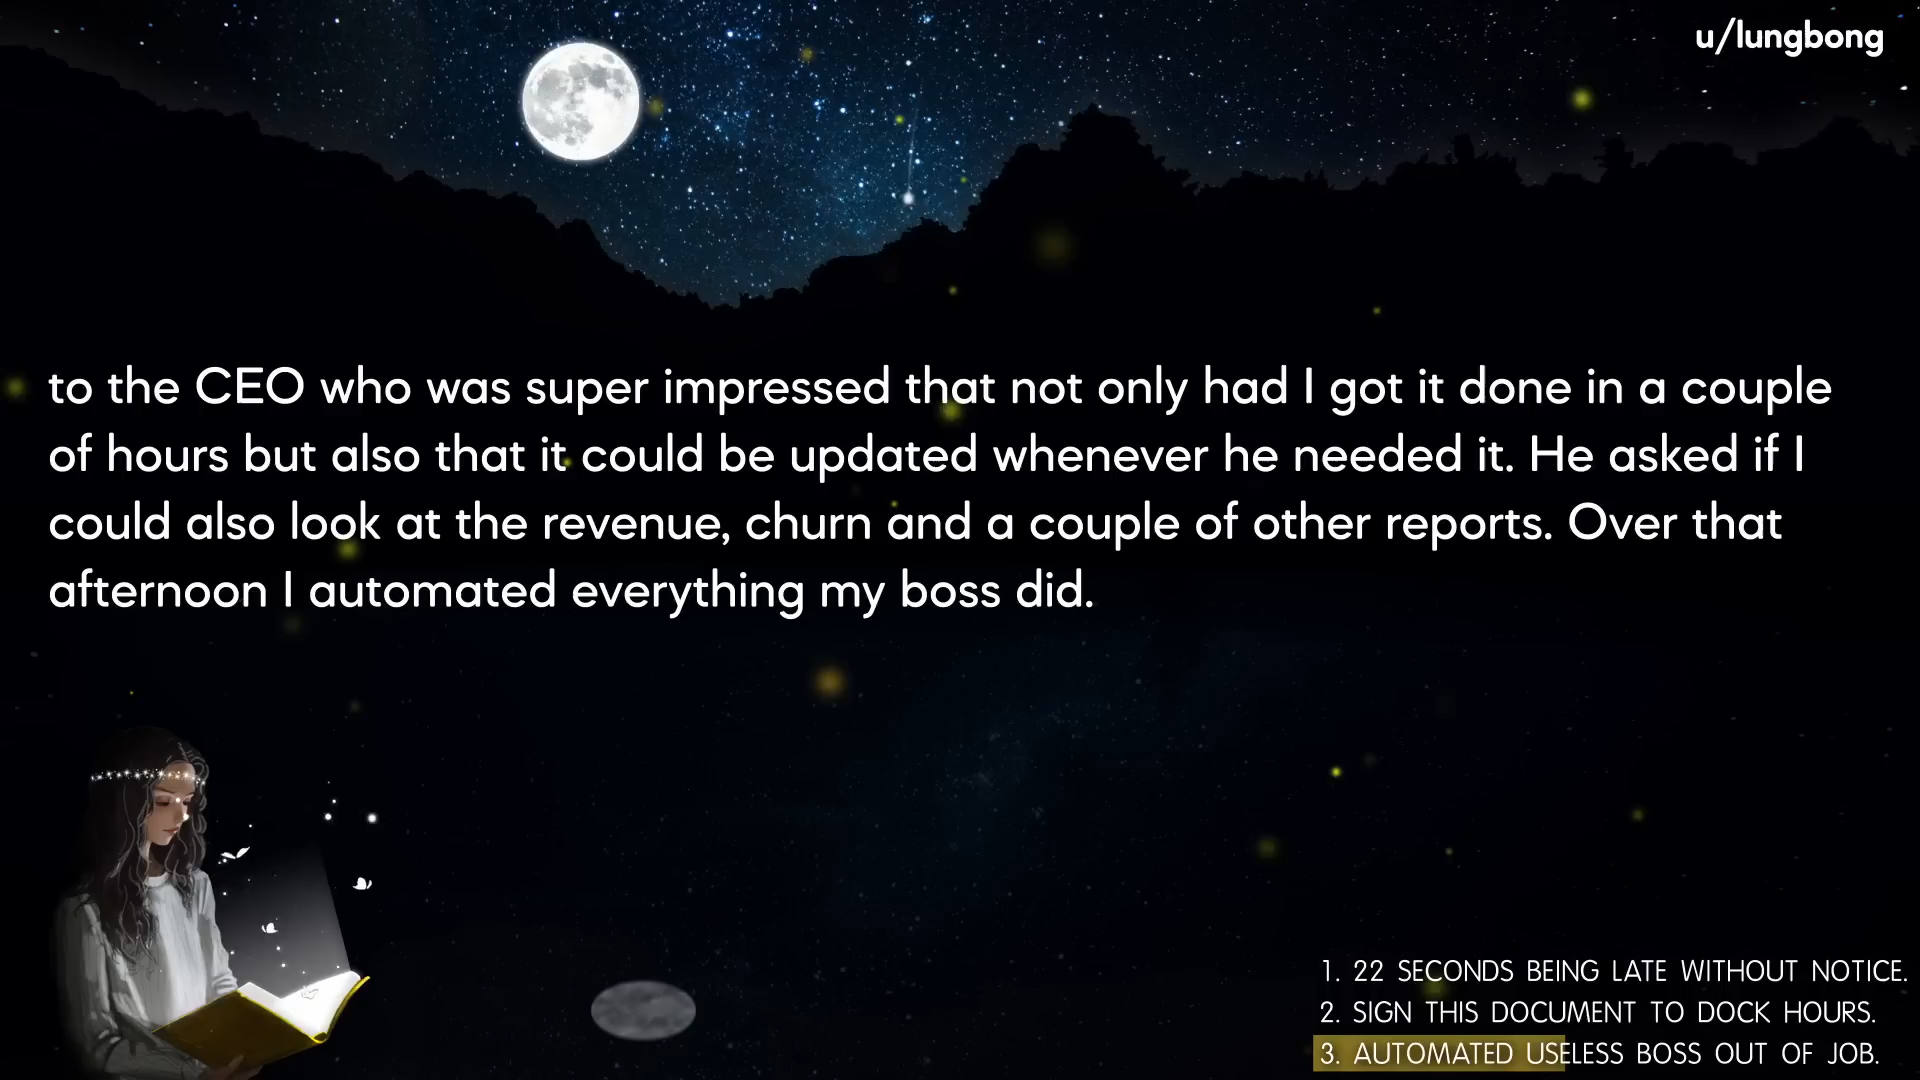 u/lungbong
to the CEO who was super impressed that not only had I got it done in a couple
of hours but also that it could be updated whenever he needed it. He asked if I
could also look at the revenue, churn and a couple of other reports. Over that
afternoon I automated everything my boss did.
1. 22 SECONDS BEING LATE WITHOUT NOTICE.
2. SIGN THIS DOCUMENT TO DOCK HOURS.
3. AUTOMATED USELESS BOSS OUT OF JOB.